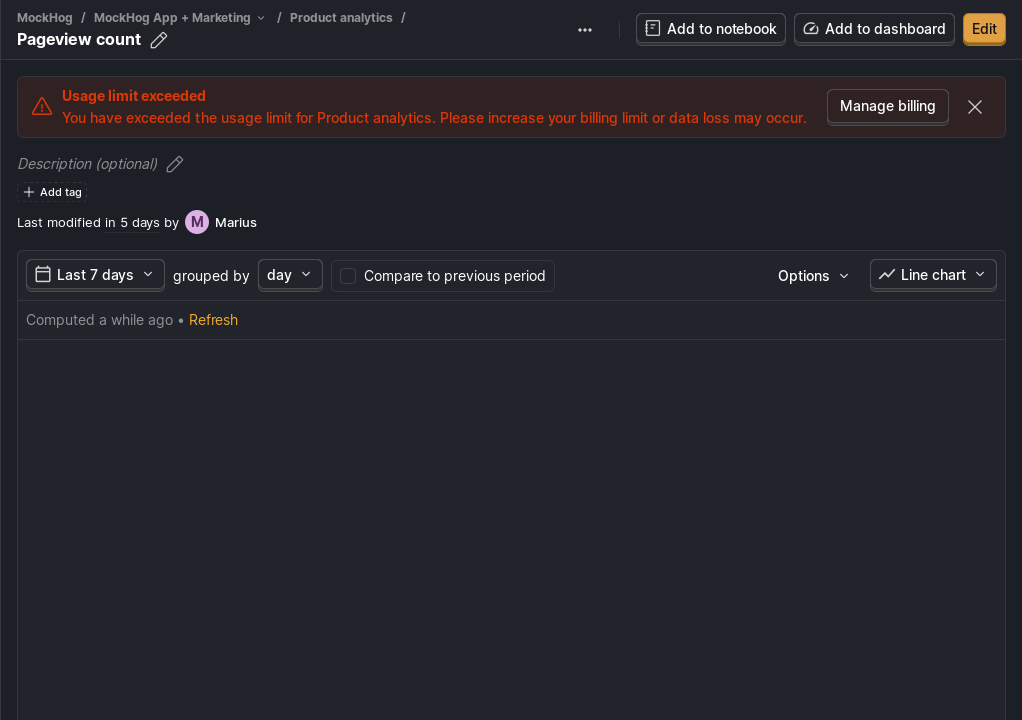 MockHog / MockHog App + Marketing / Product analytics /
Pageview count
Add to notebook
Add to dashboard
Edit
Usage limit exceeded
You have exceeded the usage limit for Product analytics. Please increase your billing limit or data loss may occur.
Manage billing
Description (optional)
Add tag
Last modified in 5 days by M Marius
Last 7 days grouped by day Compare to previous period Options Line chart
Computed a while ago • Refresh